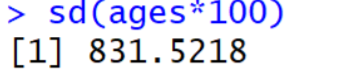 > sd(ages*100)
[1] 831.5218